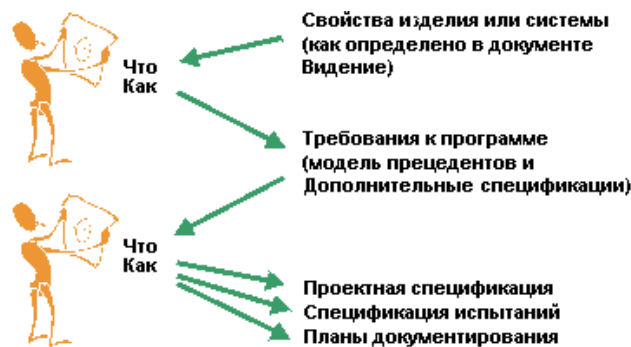 Свойства изделия или системы
(как определено в документе
Видение)
Что
Как
Требования к программе
(модель прецедентов и
Дополнительные спецификации)
Что
Как
Проектная спецификация
Спецификация испытаний
Планы документирования